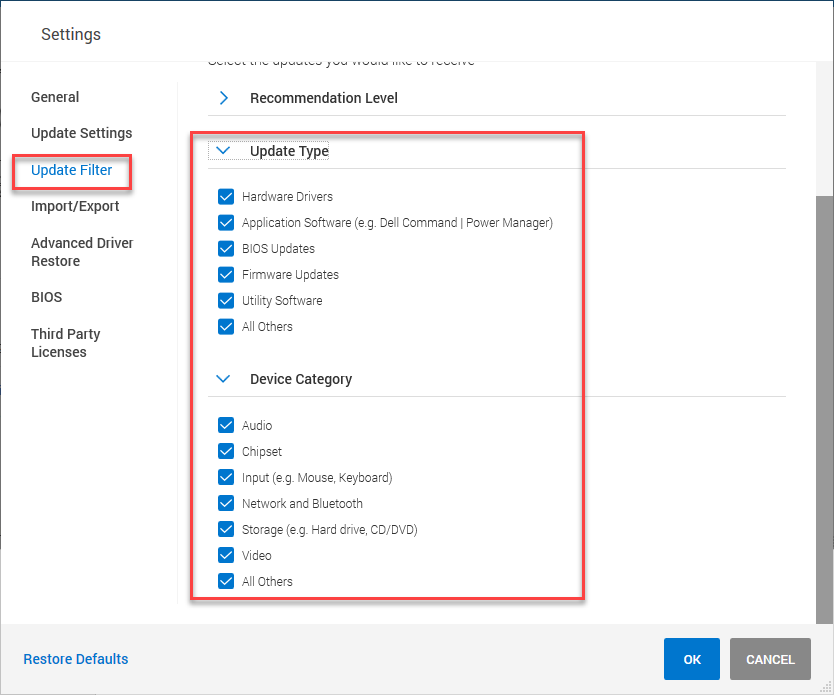 Settings
Select the updates you would like to receive
General
Update Settings
Update Filter
Import/Export
Advanced Driver
Restore
BIOS
Third Party
Licenses
Recommendation Level
Update Type
Hardware Drivers
Application Software (e.g. Dell Command | Power Manager)
BIOS Updates
Firmware Updates
Utility Software
All Others
Device Category
Audio
Chipset
Input (e.g. Mouse, Keyboard)
Network and Bluetooth
Storage (e.g. Hard drive, CD/DVD)
Video
All Others
Restore Defaults
OK
CANCEL